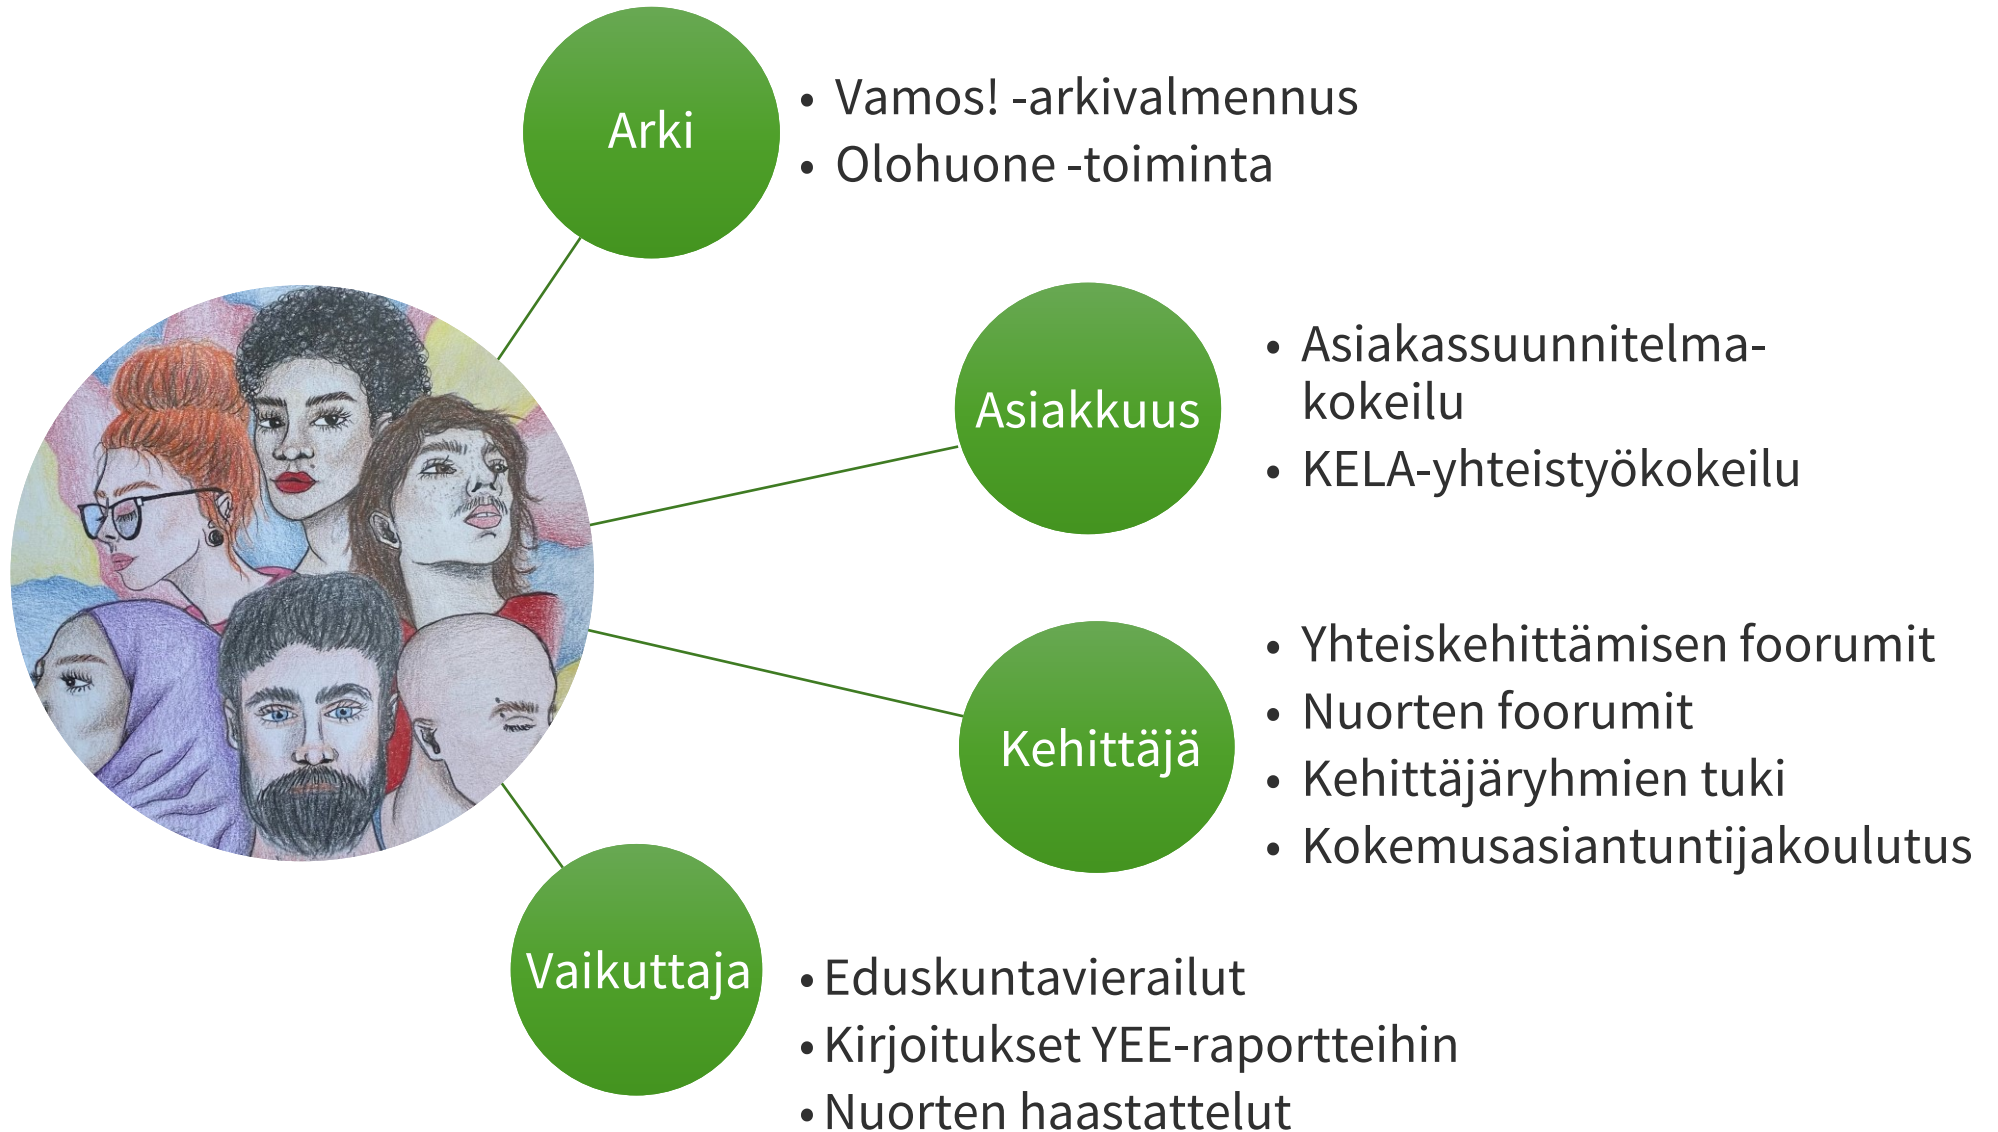 Arki
• Vamos! -arkivalmennus
• Olohuone -toiminta
Asiakkuus
• Asiakassuunnitelma-
kokeilu
• KELA-yhteistyökokeilu
Kehittäjä
• Yhteiskehittämisen foorumit
• Nuorten foorumit
• Kehittäjäryhmien tuki
• Kokemusasiantuntijakoulutus
Vaikuttaja
• Eduskuntavierailut
• Kirjoitukset YEE-raportteihin
• Nuorten haastattelut